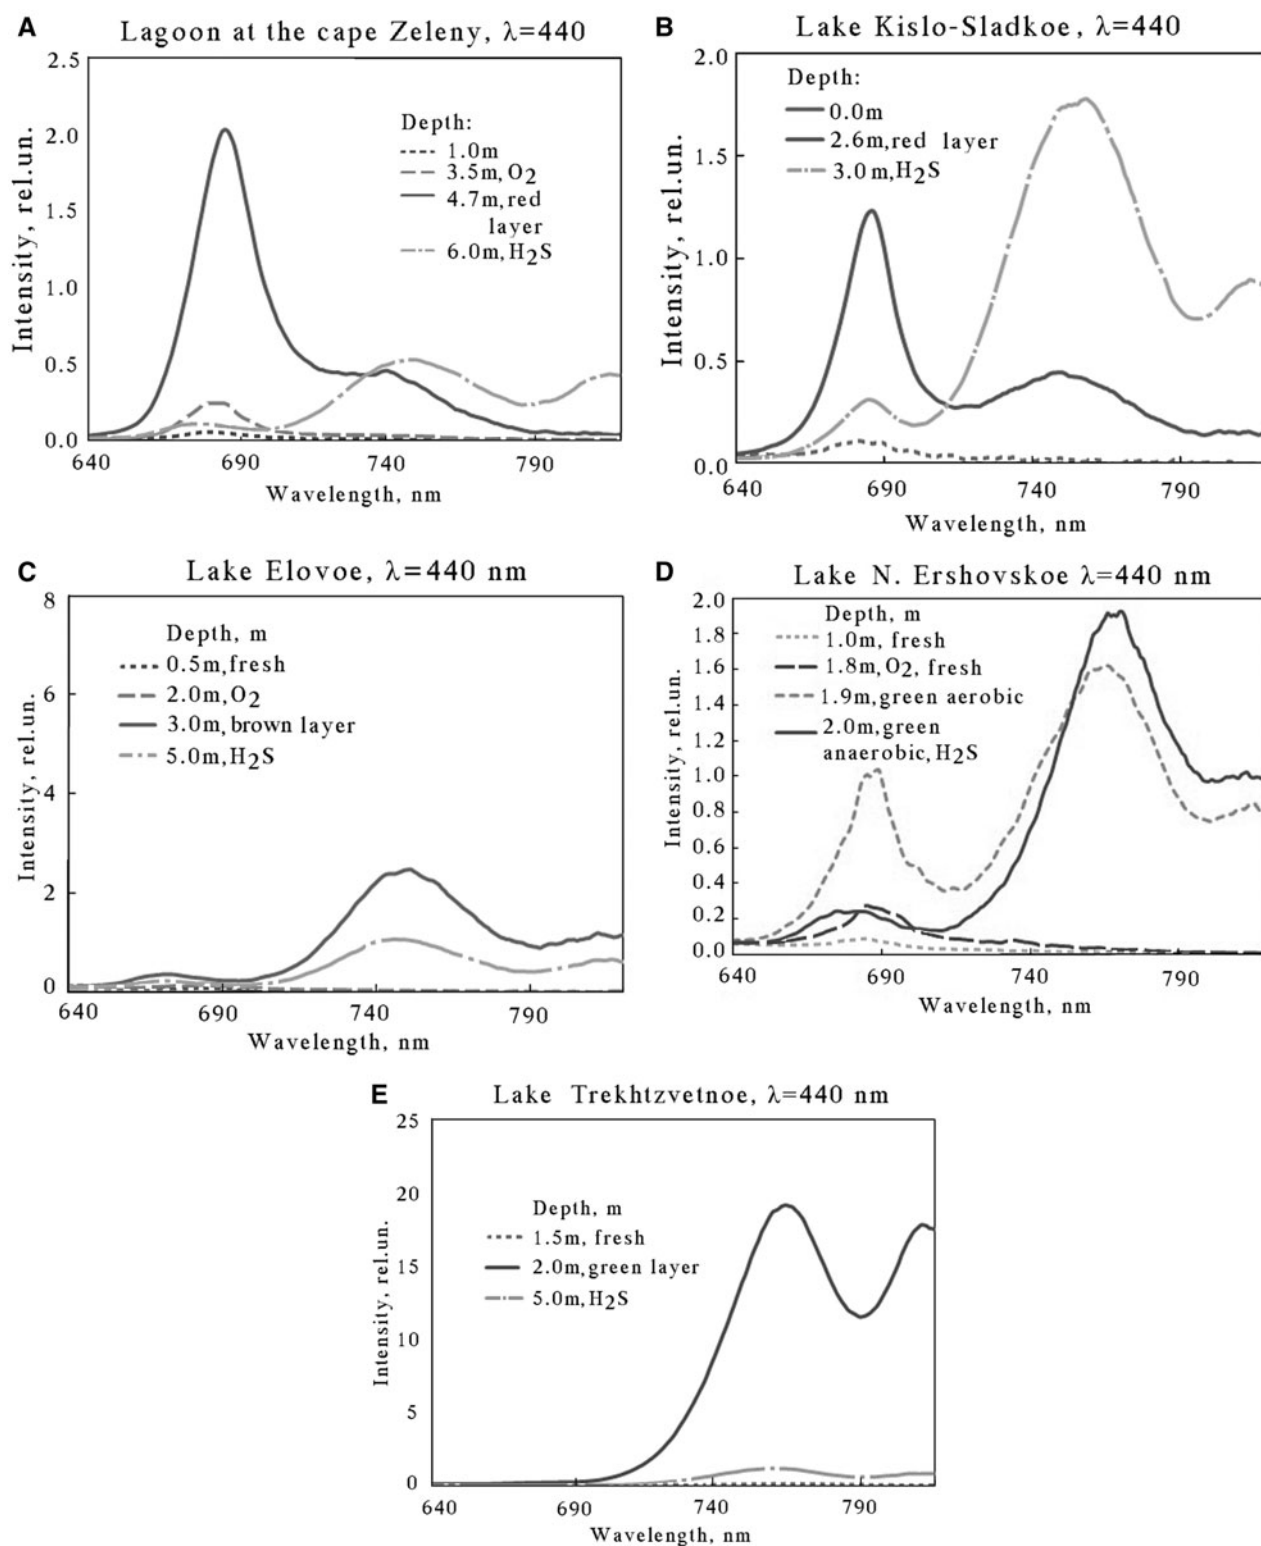 A
Lagoon at the cape Zeleny, λ=440
2.5
2.0
1.5
1.0
0.5
0.0
Intensity, rel.un.
Depth:
1.0m
3.5m, O2
4.7m, red
layer
6.0m, H2S
640
690
740
790
Wavelength, nm
B
Lake Kislo-Sladkoe, λ=440
2.0
1.5
1.0
0.5
0.0
Intensity, rel.un.
Depth:
0.0m
2.6m, red layer
3.0m, H2S
640
690
740
790
Wavelength, nm
C
Lake Elovoe, λ=440 nm
8
6
4
2
0
Intensity, rel.un.
Depth, m
0.5m, fresh
2.0m, O2
3.0m, brown layer
5.0m, H2S
640
690
740
790
Wavelength, nm
D
Lake N. Ershovskoe λ=440 nm
2.0
1.8
1.6
1.4
1.2
1.0
0.8
0.6
0.4
0.2
0.0
Intensity, rel.un.
Depth, m
1.0m, fresh
1.8m, O2, fresh
1.9m, green aerobic
2.0m, green
anaerobic, H2S
640
690
740
790
Wavelength, nm
E
Lake Trekhtzvetnoe, λ=440 nm
25
20
15
10
5
0
Intensity, rel.un.
Depth, m
1.5m, fresh
2.0m, green layer
5.0m, H2S
640
690
740
790
Wavelength, nm